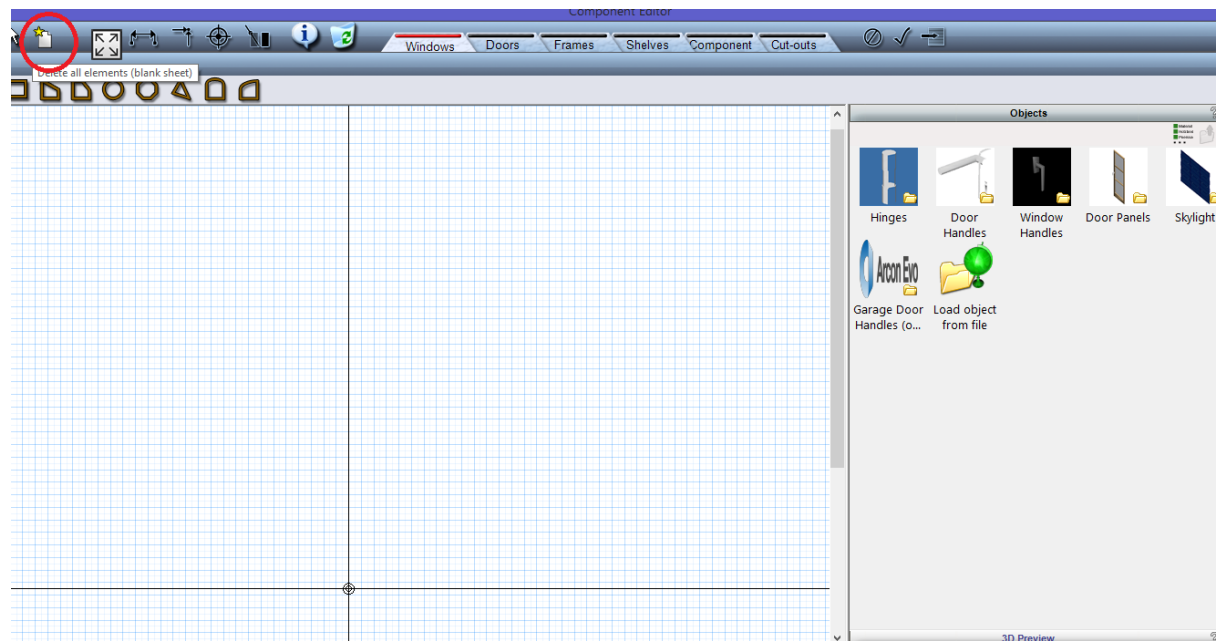 Component Editor
Windows
Doors
Frames
Shelves
Component
Cut-outs
Delete all elements (blank sheet)
Objects
Hinges
Door
Handles
Window
Handles
Door Panels
Skylight
Arcon Evo
Garage Door
Handles (o...
Load object
from file
3D Preview